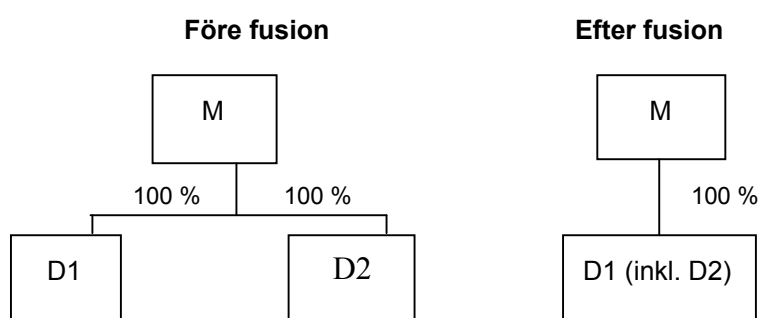 Före fusion
Efter fusion
M
M
100 %
100 %
100 %
D1
D2
D1 (inkl. D2)